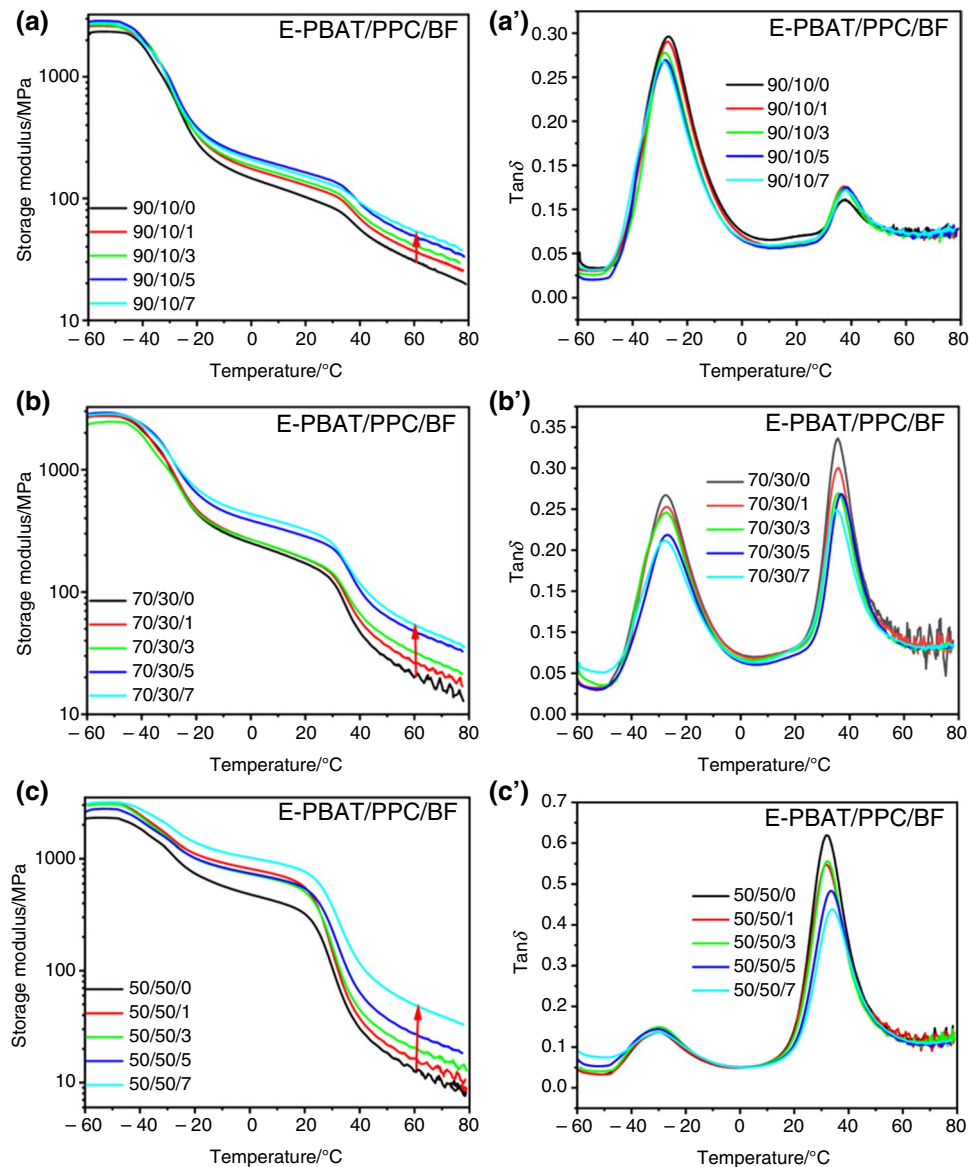 (a)
E-PBAT/PPC/BF
Storage modulus/MPa
1000
100
10
90/10/0
90/10/1
90/10/3
90/10/5
90/10/7
– 60 – 40 – 20 0 20 40 60 80
Temperature/°C
(a')
E-PBAT/PPC/BF
Tanδ
0.30
0.25
0.20
0.15
0.15
0.05
0.00
90/10/0
90/10/1
90/10/3
90/10/5
90/10/7
– 60 – 40 – 20 0 20 40 60 80
Temperature/°C
(b)
E-PBAT/PPC/BF
Storage modulus/MPa
1000
100
10
70/30/0
70/30/1
70/30/3
70/30/5
70/30/7
– 60 – 40 – 20 0 20 40 60 80
Temperature/°C
(b')
E-PBAT/PPC/BF
Tanδ
0.35
0.30
0.25
0.20
0.15
0.15
0.05
0.00
70/30/0
70/30/1
70/30/3
70/30/5
70/30/7
– 60 – 40 – 20 0 20 40 60 80
Temperature/°C
(c)
E-PBAT/PPC/BF
Storage modulus/MPa
1000
100
10
50/50/0
50/50/1
50/50/3
50/50/5
50/50/7
– 60 – 40 – 20 0 20 40 60 80
Temperature/°C
(c')
E-PBAT/PPC/BF
Tanδ
0.7
0.6
0.5
0.4
0.3
0.2
0.1
0.0
50/50/0
50/50/1
50/50/3
50/50/5
50/50/7
– 60 – 40 – 20 0 20 40 60 80
Temperature/°C